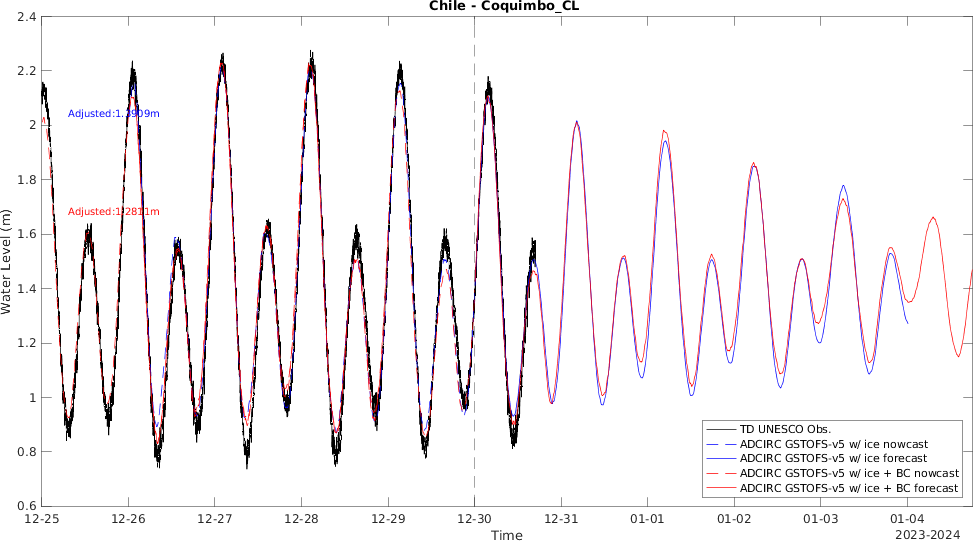 Chile - Coquimbo_CL
2.4
2.2
2
1.8
1.6
1.4
1.2
1
0.8
0.6
Water Level (m)
Adjusted:1.3909m
Adjusted:1.2811m
TD UNESCO Obs.
ADCIRC GSTOFS-v5 w/ ice nowcast
ADCIRC GSTOFS-v5 w/ ice forecast
ADCIRC GSTOFS-v5 w/ ice + BC nowcast
ADCIRC GSTOFS-v5 w/ ice + BC forecast
12-25 12-26 12-27 12-28 12-29 12-30 12-31 01-01 01-02 01-03 01-04
Time
2023-2024